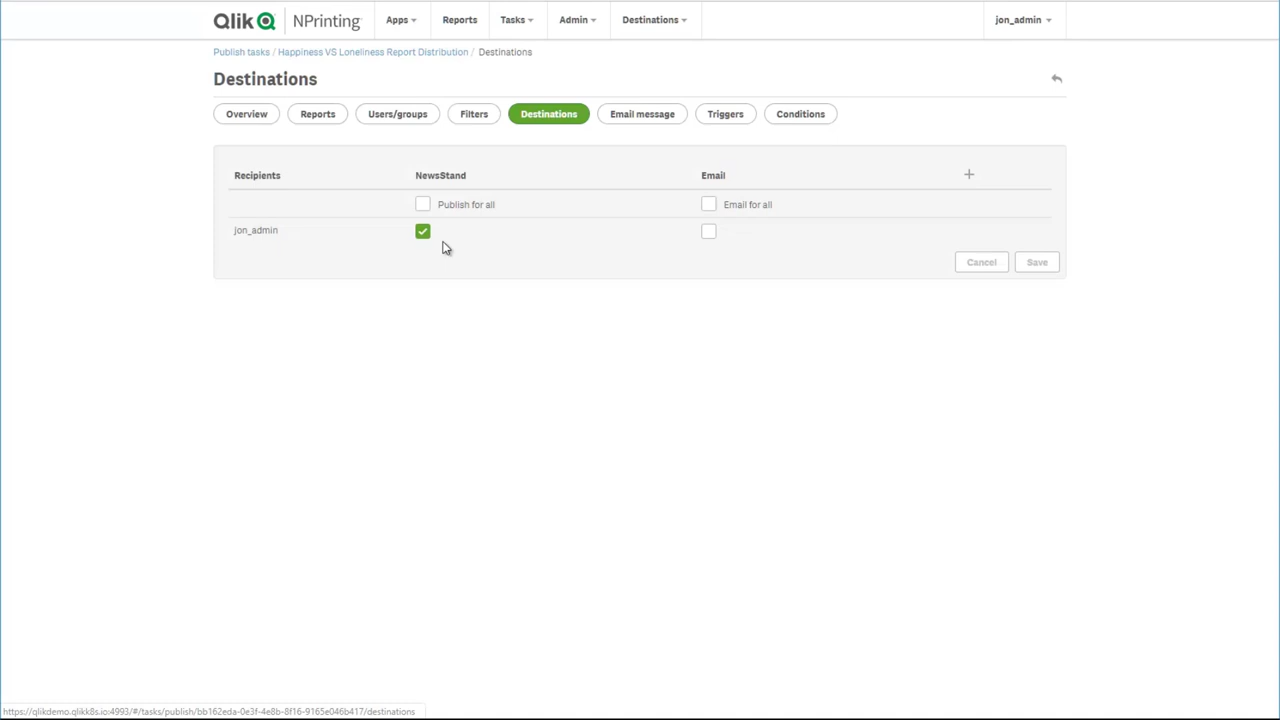 Qlik NPrinting Apps Reports Tasks Admin Destinations jon_admin
Publish tasks / Happiness VS Loneliness Report Distribution / Destinations
Destinations
Overview Reports Users/groups Filters Destinations Email message Triggers Conditions
Recipients NewsStand Email
Publish for all Email for all
jon_admin
Cancel Save
https://qlikdemo.qlikk8s.io:4993/#/tasks/publish/bb162eda-0e3f-4e8b-8f16-9165e046b417/destinations